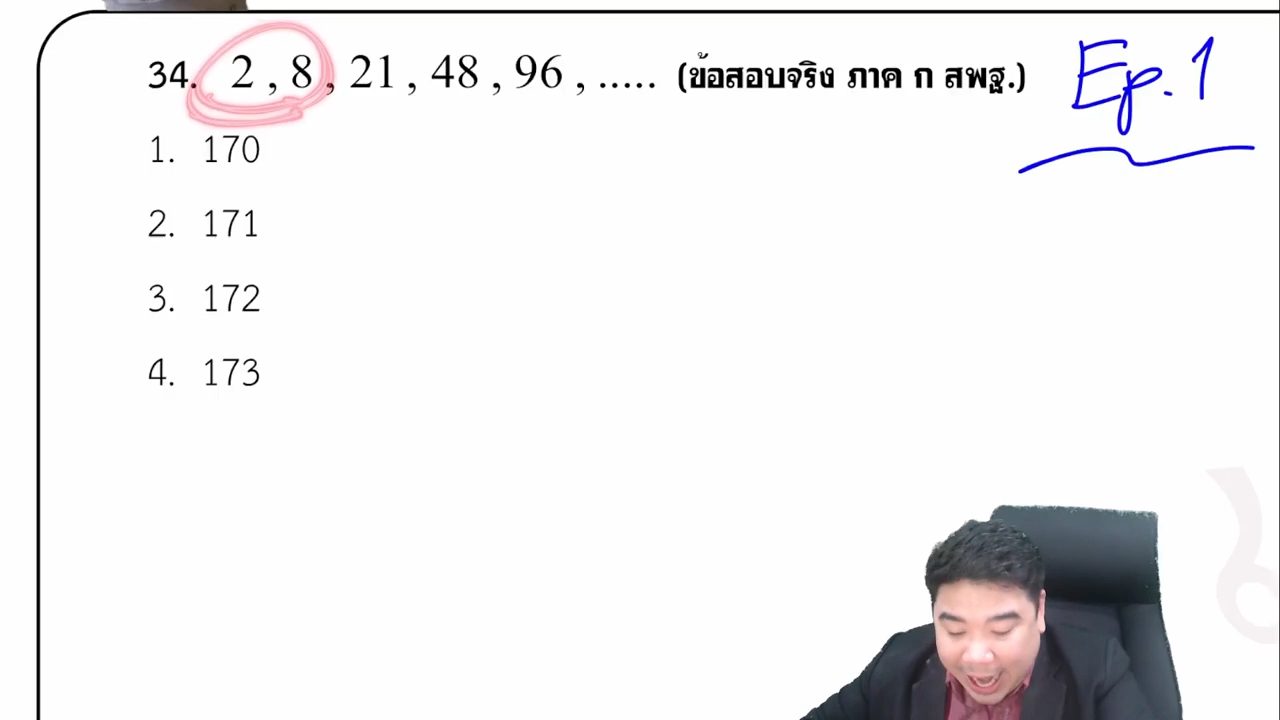 34. 2 , 8 , 21 , 48 , 96 , ..... (ข้อสอบจริง ภาค ก สพฐ.) Ep. 1
1. 170
2. 171
3. 172
4. 173